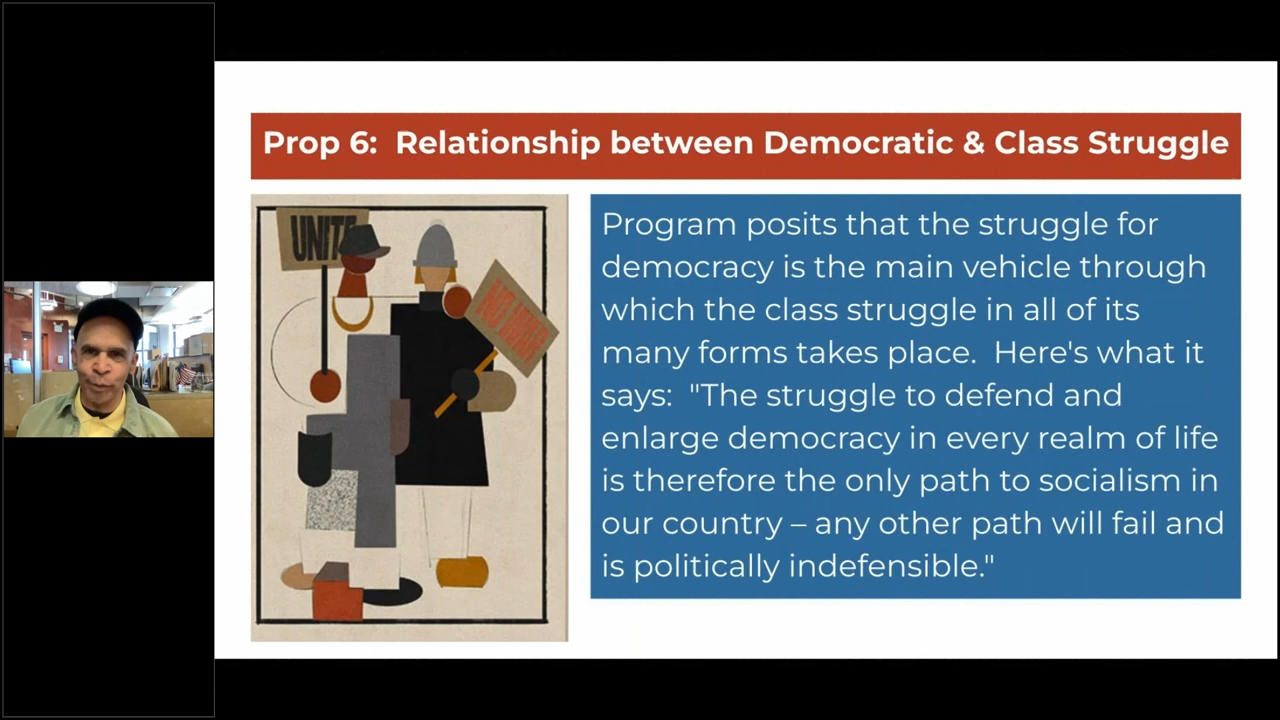 Prop 6:  Relationship between Democratic & Class Struggle
UNITE
Program posits that the struggle for
democracy is the main vehicle through
which the class struggle in all of its
many forms takes place.  Here's what it
says:  "The struggle to defend and
enlarge democracy in every realm of life
is therefore the only path to socialism in
our country – any other path will fail and
is politically indefensible."